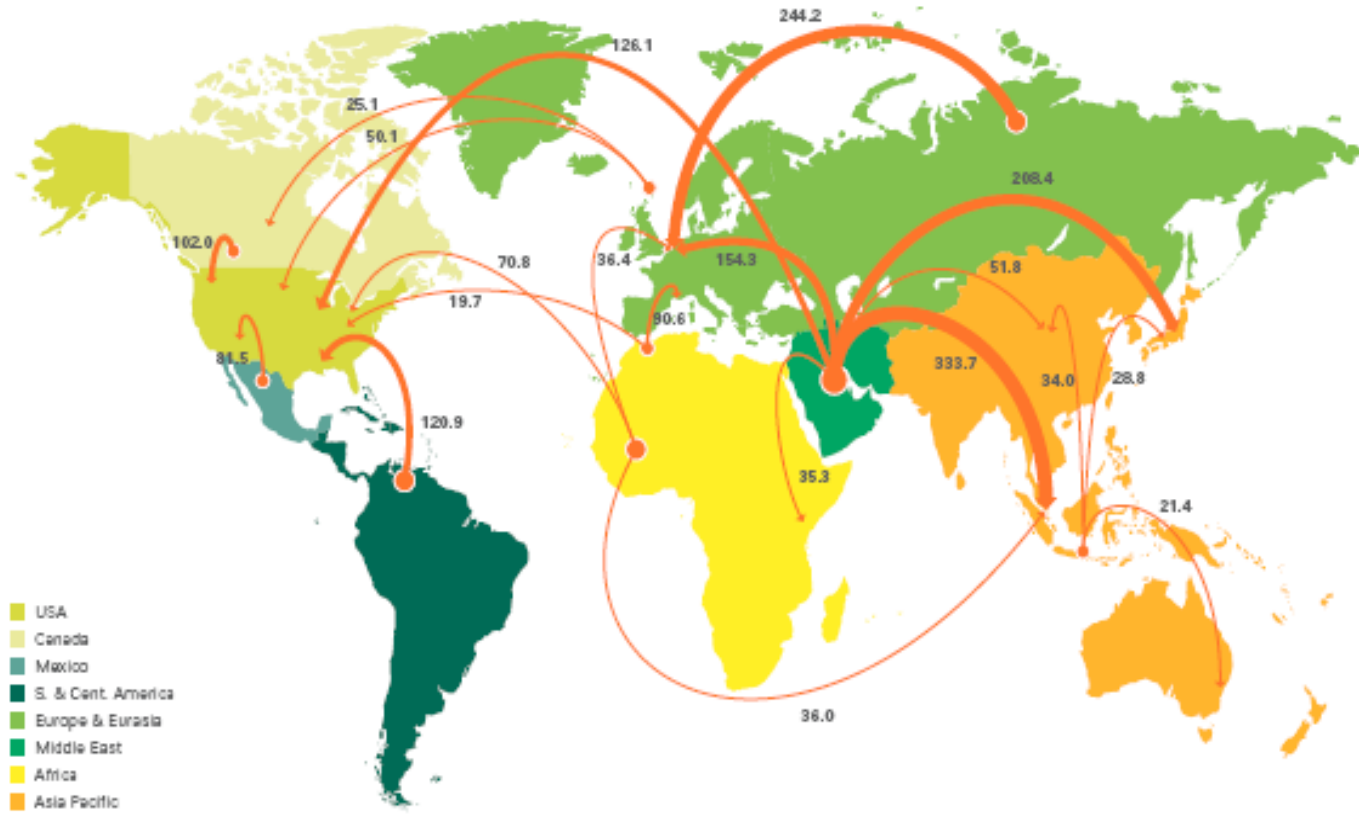 244.2
126.1
25.1
50.1
208.4
102.0
70.8
36.4
154.3
51.8
19.7
90.6
81.5
333.7
34.0
28.8
120.9
35.3
21.4
36.0
USA
Canada
Mexico
S. & Cent. America
Europe & Eurasia
Middle East
Africa
Asia Pacific